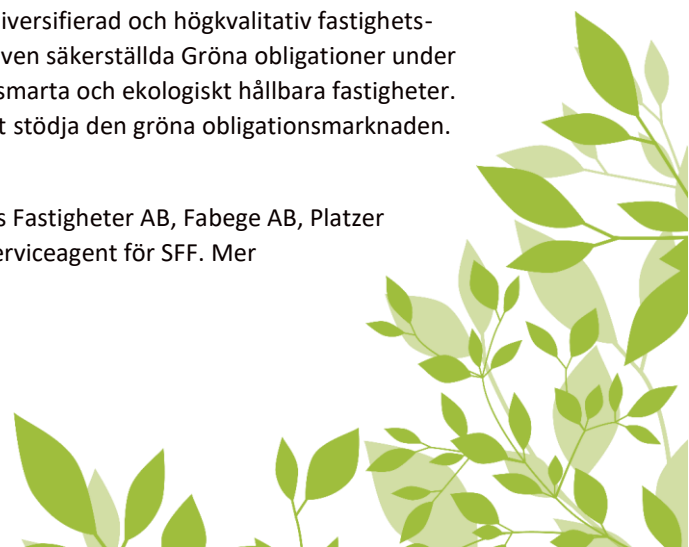 iversifierad och högkvalitativ fastighets-
ven säkerställda Gröna obligationer under
smarta och ekologiskt hållbara fastigheter.
t stödja den gröna obligationsmarknaden.
s Fastigheter AB, Fabege AB, Platzer
erviceagent för SFF. Mer